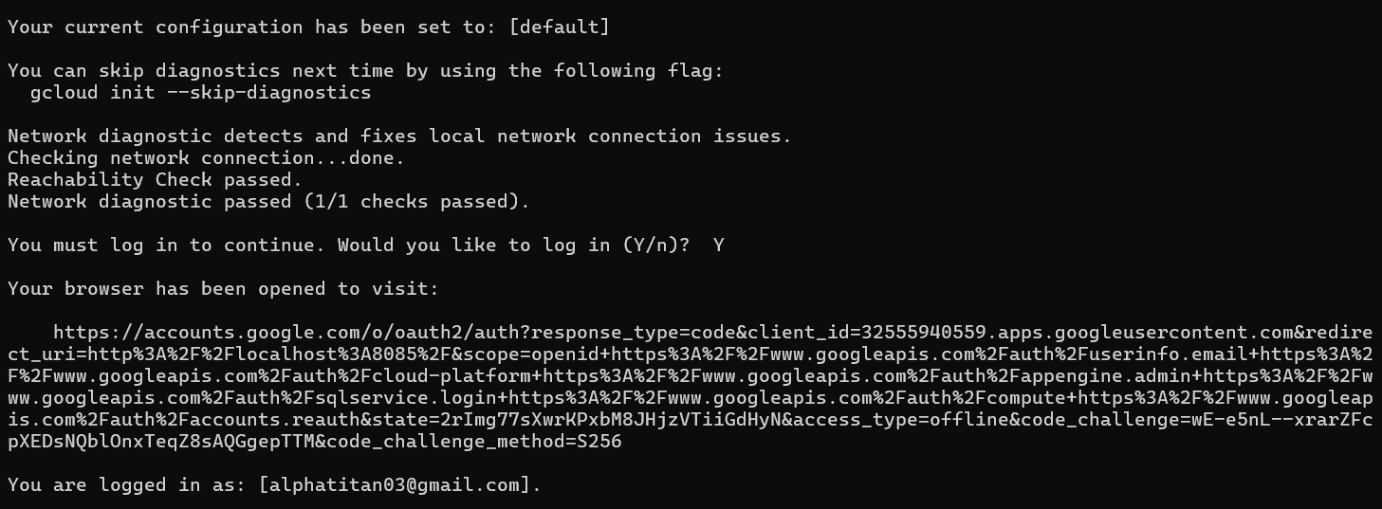 Your current configuration has been set to: [default]
You can skip diagnostics next time by using the following flag:
gcloud init --skip-diagnostics
Network diagnostic detects and fixes local network connection issues.
Checking network connection...done.
Reachability Check passed.
Network diagnostic passed (1/1 checks passed).
You must log in to continue. Would you like to log in (Y/n)?  Y
Your browser has been opened to visit:
https://accounts.google.com/o/oauth2/auth?response_type=code&client_id=32555940559.apps.googleusercontent.com&redire
ct_uri=http%3A%2F%2Flocalhost%3A8085%2F&scope=openid+https%3A%2F%2Fwww.googleapis.com%2Fauth%2Fuserinfo.email+https%3A%2
F%2Fwww.googleapis.com%2Fauth%2Fcloud-platform+https%3A%2F%2Fwww.googleapis.com%2Fauth%2Fappengine.admin+https%3A%2F%2Fw
ww.googleapis.com%2Fauth%2Fsqlservice.login+https%3A%2F%2Fwww.googleapis.com%2Fauth%2Fcompute+https%3A%2F%2Fwww.googleap
is.com%2Fauth%2Faccounts.reauth&state=2rImg77sXwrKPxbM8JHjzVTiiGdHyN&access_type=offline&code_challenge=wE-e5nL--xrarZFc
pXEDsNQblOnxTeqZ8sAQGgepTTM&code_challenge_method=S256
You are logged in as: [alphatitan03@gmail.com].